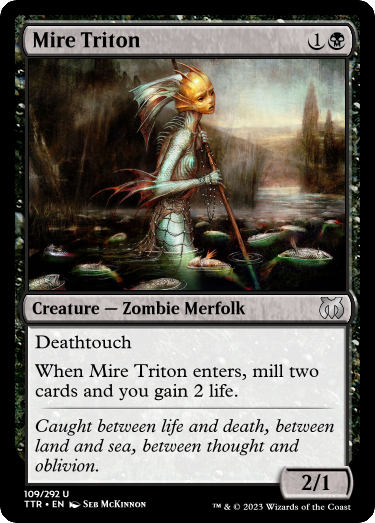 Mire Triton 1
Creature — Zombie Merfolk
Deathtouch
When Mire Triton enters, mill two
cards and you gain 2 life.
Caught between life and death, between
land and sea, between thought and
oblivion.
2/1
109/292 U
TTR • EN Seb McKinnon
™ & © 2023 Wizards of the Coast